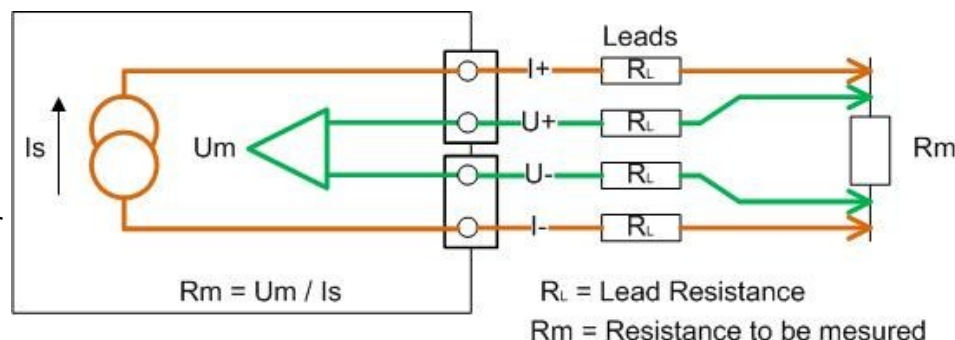 Leads
I+ RL
U+ RL
Is Um Rm
U- RL
I- RL
Rm = Um / Is
RL = Lead Resistance
Rm = Resistance to be mesured